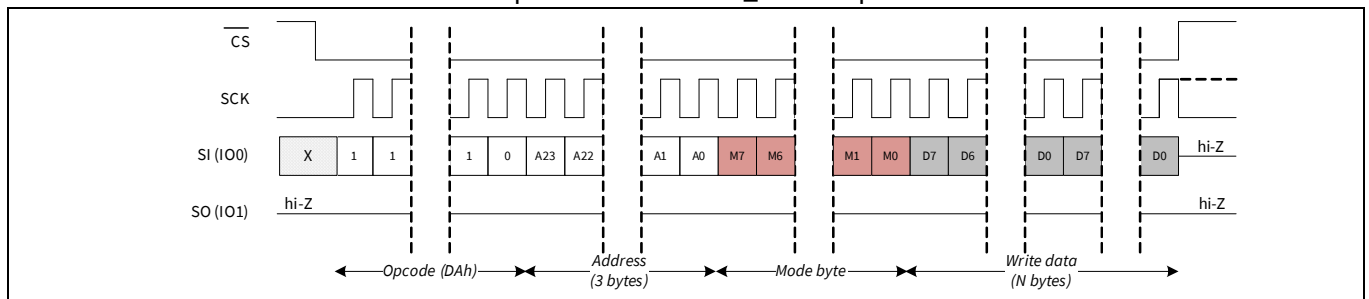 CS
SCK
SI (IO0) X 1 1 1 0 A23 A22 A1 A0 M7 M6 M1 M0 D7 D6 D0 D7 D0 hi-Z
hi-Z hi-Z
SO (IO1)
Opcode (DAh) Address (3 bytes) Mode byte Write data (N bytes)